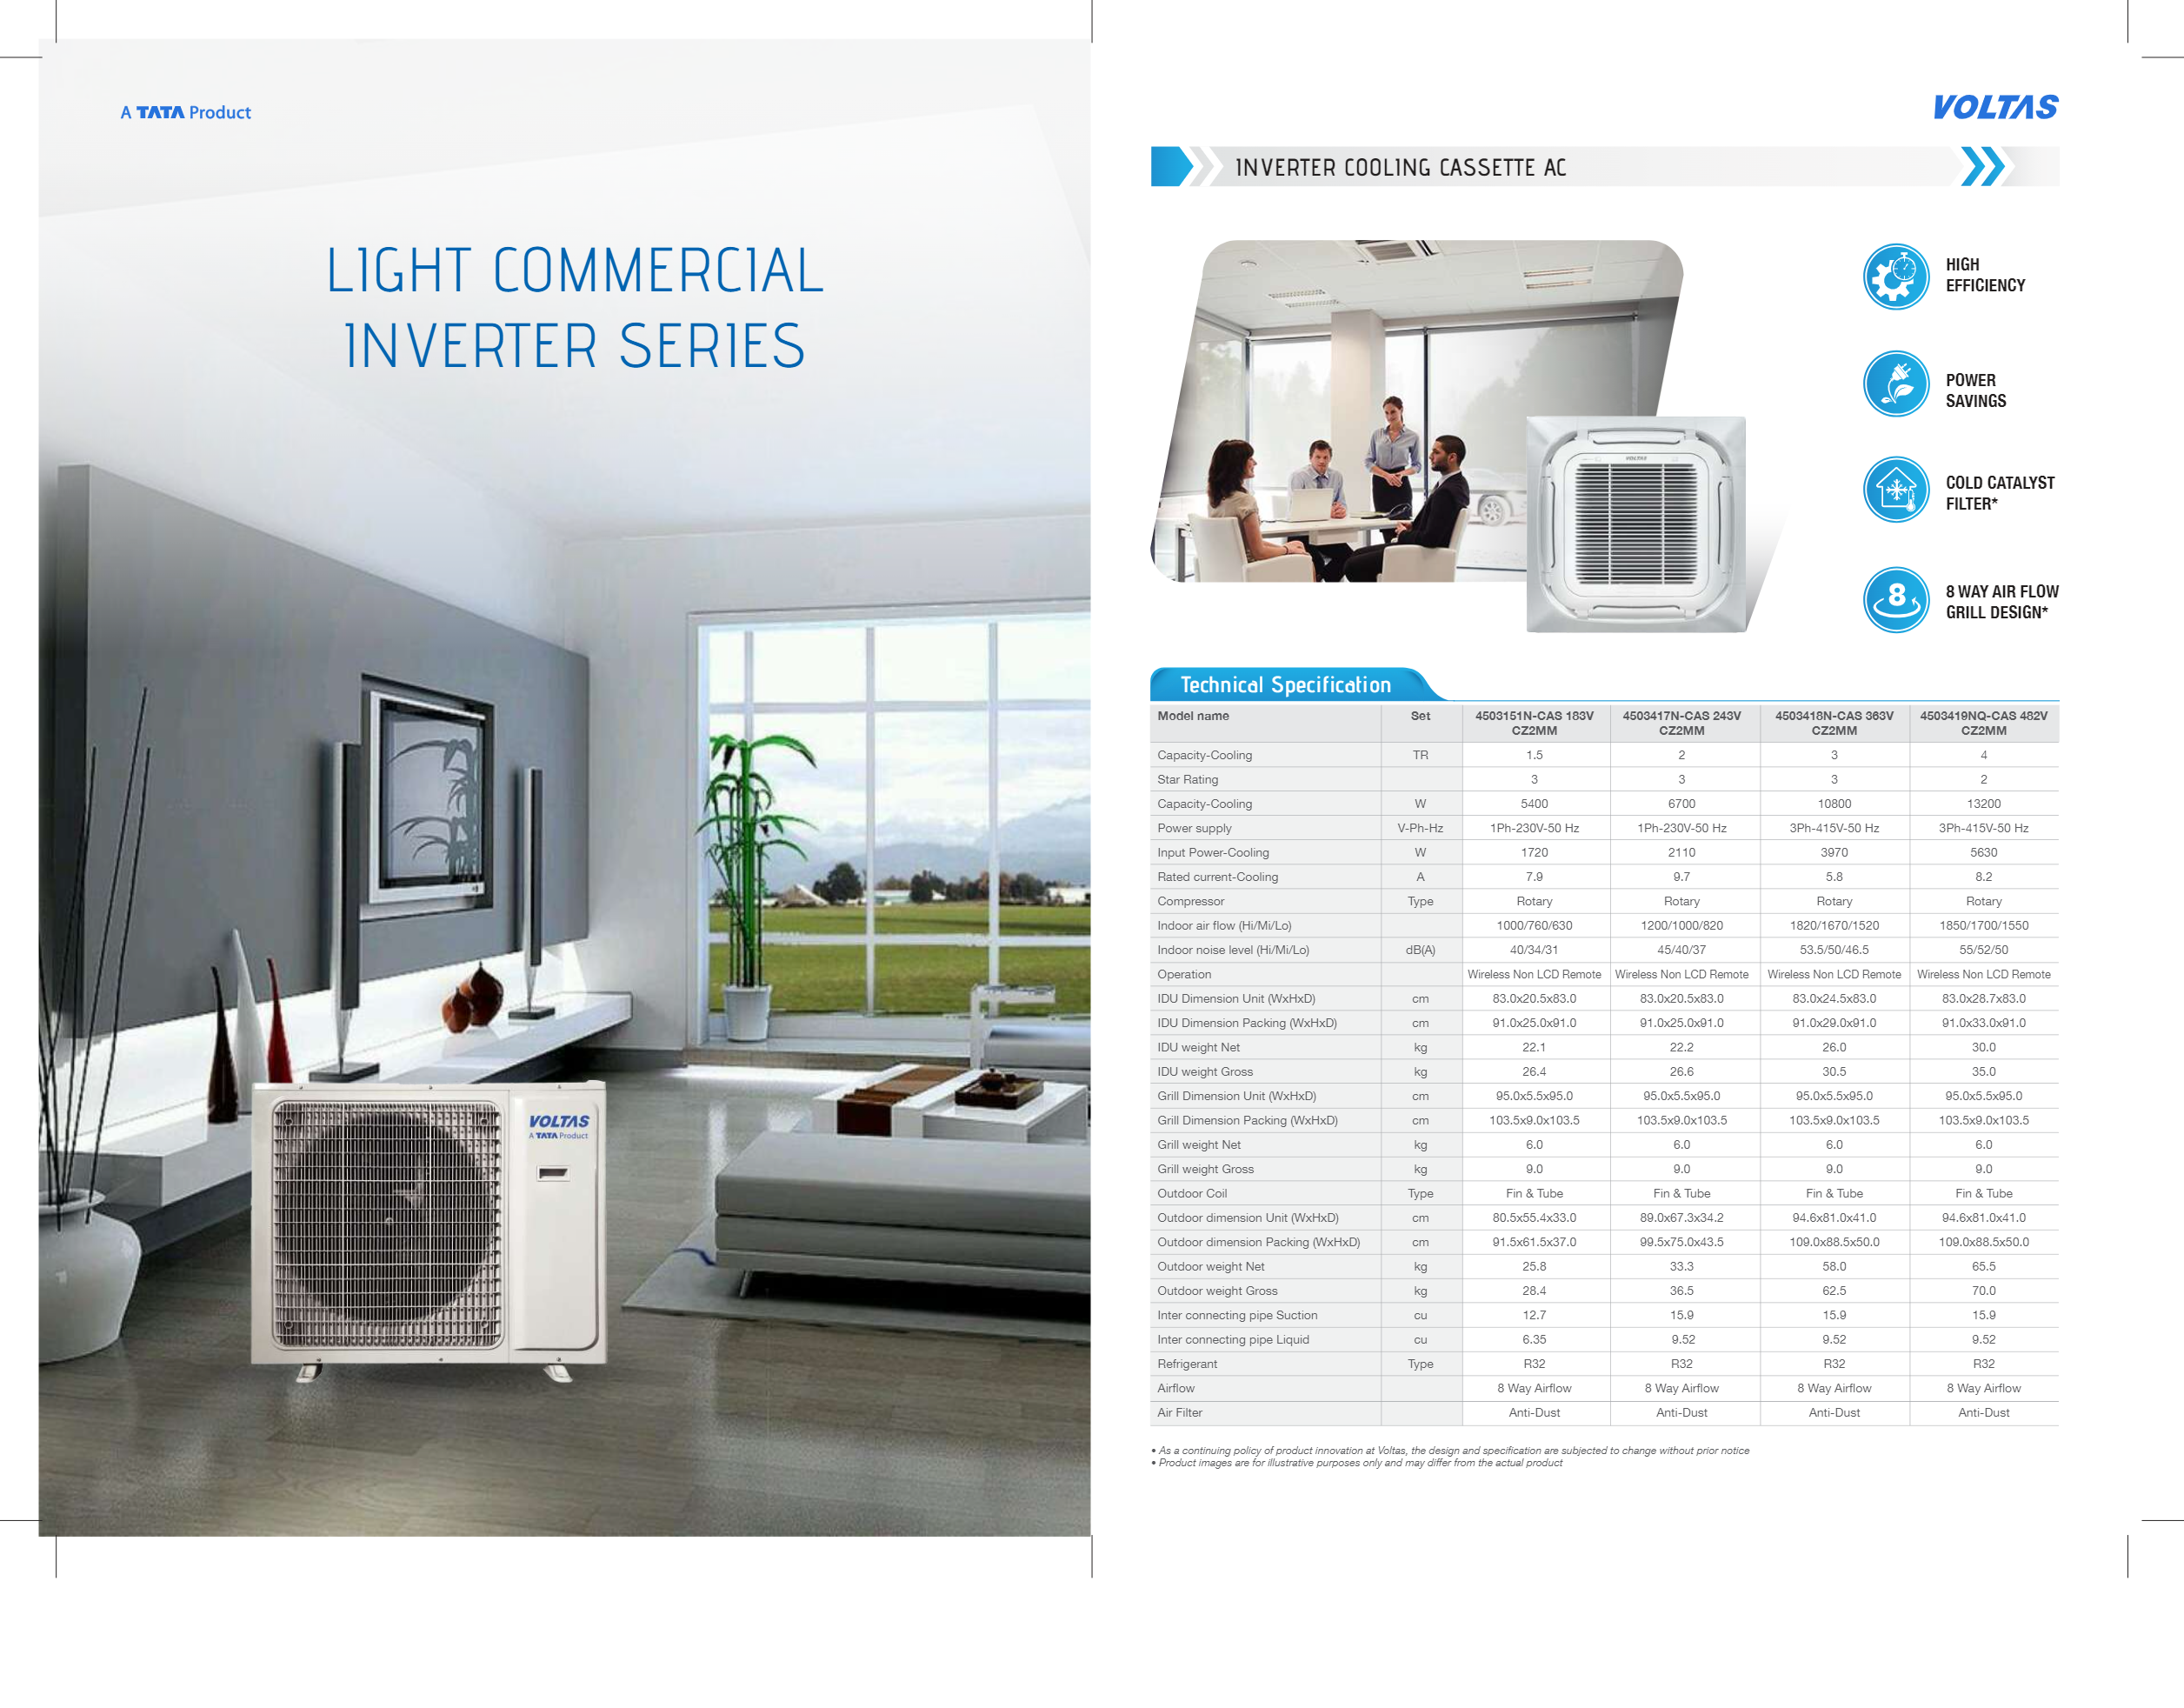 A TATA Product
LIGHT COMMERCIAL
INVERTER SERIES
VOLTAS
A TATA Product
VOLTAS
INVERTER COOLING CASSETTE AC
VOLTAS
HIGH
EFFICIENCY
POWER
SAVINGS
COLD CATALYST
FILTER*
8
8 WAY AIR FLOW
GRILL DESIGN*
Technical Specification
Model name Set 4503151N-CAS 183V CZ2MM 4503417N-CAS 243V CZ2MM 4503418N-CAS 363V CZ2MM 4503419NQ-CAS 482V CZ2MM
Capacity-Cooling TR 1.5 2 3 4
Star Rating 3 3 3 2
Capacity-Cooling W 5400 6700 10800 13200
Power supply V-Ph-Hz 1Ph-230V-50 Hz 1Ph-230V-50 Hz 3Ph-415V-50 Hz 3Ph-415V-50 Hz
Input Power-Cooling W 1720 2110 3970 5630
Rated current-Cooling A 7.9 9.7 5.8 8.2
Compressor Type Rotary Rotary Rotary Rotary
Indoor air flow (Hi/Mi/Lo) 1000/760/630 1200/1000/820 1820/1670/1520 1850/1700/1550
Indoor noise level (Hi/Mi/Lo) dB(A) 40/34/31 45/40/37 53.5/50/46.5 55/52/50
Operation Wireless Non LCD Remote Wireless Non LCD Remote Wireless Non LCD Remote Wireless Non LCD Remote
IDU Dimension Unit (WxHxD) cm 83.0x20.5x83.0 83.0x20.5x83.0 83.0x24.5x83.0 83.0x28.7x83.0
IDU Dimension Packing (WxHxD) cm 91.0x25.0x91.0 91.0x25.0x91.0 91.0x29.0x91.0 91.0x33.0x91.0
IDU weight Net kg 22.1 22.2 26.0 30.0
IDU weight Gross kg 26.4 26.6 30.5 35.0
Grill Dimension Unit (WxHxD) cm 95.0x5.5x95.0 95.0x5.5x95.0 95.0x5.5x95.0 95.0x5.5x95.0
Grill Dimension Packing (WxHxD) cm 103.5x9.0x103.5 103.5x9.0x103.5 103.5x9.0x103.5 103.5x9.0x103.5
Grill weight Net kg 6.0 6.0 6.0 6.0
Grill weight Gross kg 9.0 9.0 9.0 9.0
Outdoor Coil Type Fin & Tube Fin & Tube Fin & Tube Fin & Tube
Outdoor dimension Unit (WxHxD) cm 80.5x55.4x33.0 89.0x67.3x34.2 94.6x81.0x41.0 94.6x81.0x41.0
Outdoor dimension Packing (WxHxD) cm 91.5x61.5x37.0 99.5x75.0x43.5 109.0x88.5x50.0 109.0x88.5x50.0
Outdoor weight Net kg 25.8 33.3 58.0 65.5
Outdoor weight Gross kg 28.4 36.5 62.5 70.0
Inter connecting pipe Suction cu 12.7 15.9 15.9 15.9
Inter connecting pipe Liquid cu 6.35 9.52 9.52 9.52
Refrigerant Type R32 R32 R32 R32
Airflow 8 Way Airflow 8 Way Airflow 8 Way Airflow 8 Way Airflow
Air Filter Anti-Dust Anti-Dust Anti-Dust Anti-Dust
• As a continuing policy of product innovation at Voltas, the design and specification are subjected to change without prior notice
• Product images are for illustrative purposes only and may differ from the actual product